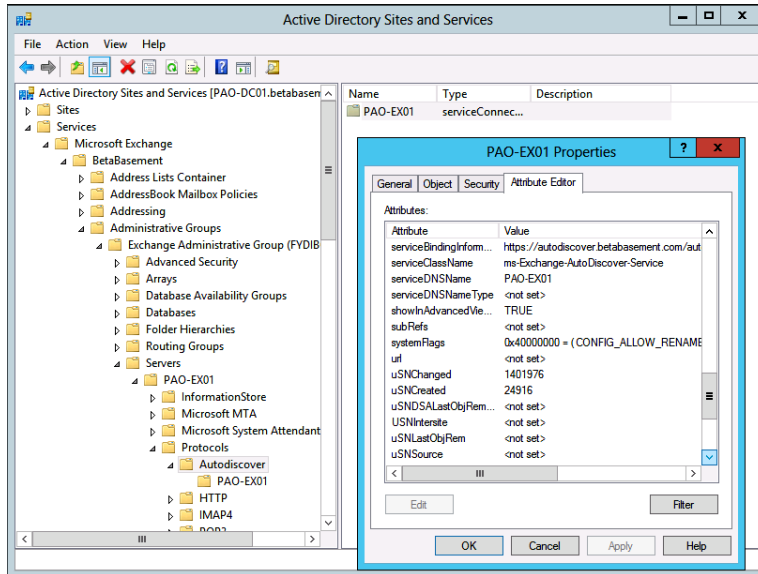 Active Directory Sites and Services
File Action View Help
Active Directory Sites and Services [PAO-DC01.betabasem
Sites
Services
Microsoft Exchange
BetaBasement
Address Lists Container
AddressBook Mailbox Policies
Addressing
Administrative Groups
Exchange Administrative Group (FYDIB
Advanced Security
Arrays
Database Availability Groups
Databases
Folder Hierarchies
Routing Groups
Servers
PAO-EX01
InformationStore
Microsoft MTA
Microsoft System Attendant
Protocols
Autodiscover
PAO-EX01
HTTP
IMAP4
POP3
Name Type Description
PAO-EX01 serviceConnec...
PAO-EX01 Properties
General Object Security Attribute Editor
Attributes:
Attribute Value
serviceBindingInform... https://autodiscover.betabasement.com/aut
serviceClassName ms-Exchange-AutoDiscover-Service
serviceDNSName PAO-EX01
serviceDNSNameType <not set>
showInAdvancedVie... TRUE
subRefs <not set>
systemFlags 0x40000000 = ( CONFIG_ALLOW_RENAME
url <not set>
uSNChanged 1401976
uSNCreated 24916
uSNDSALastObjRem... <not set>
USNIntersite <not set>
uSNLastObjRem <not set>
uSNSource <not set>
Edit Filter
OK Cancel Apply Help